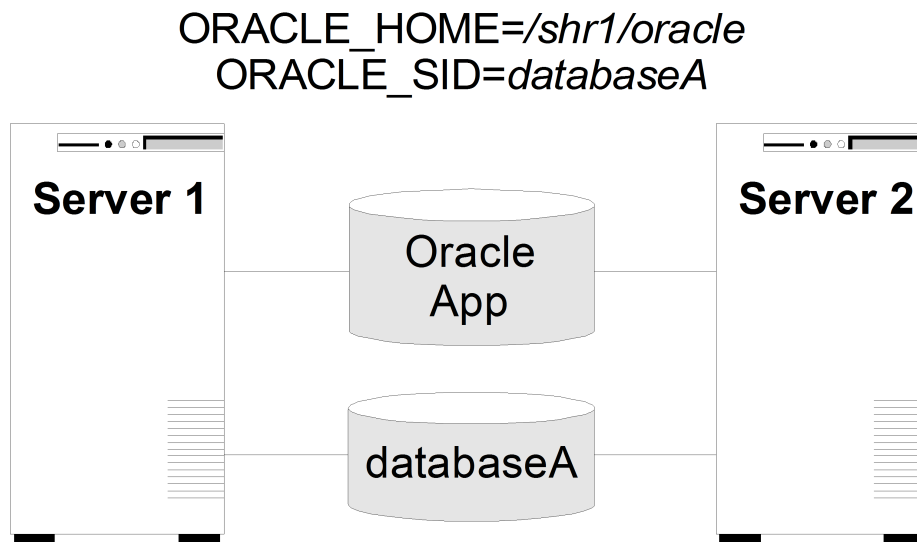 ORACLE_HOME=/shr1/oracle
ORACLE_SID=databaseA
Server 1
Server 2
Oracle
App
databaseA